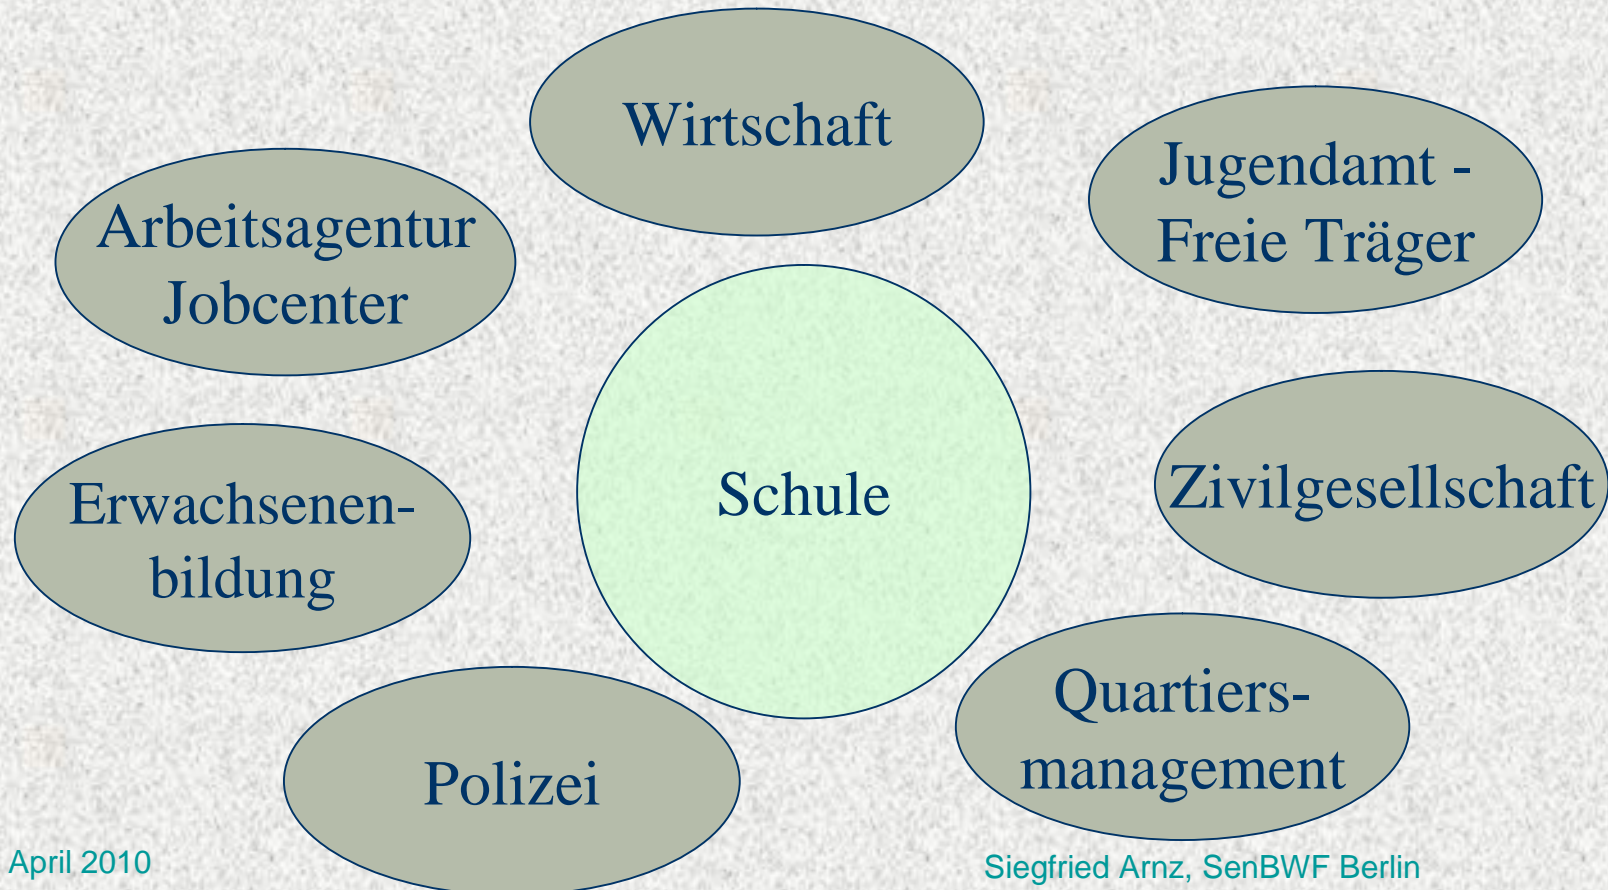 Wirtschaft
Jugendamt -
Freie Träger
Arbeitsagentur
Jobcenter
Schule
Zivilgesellschaft
Erwachsenen-
bildung
Quartiers-
management
Polizei
April 2010
Siegfried Arnz, SenBWF Berlin